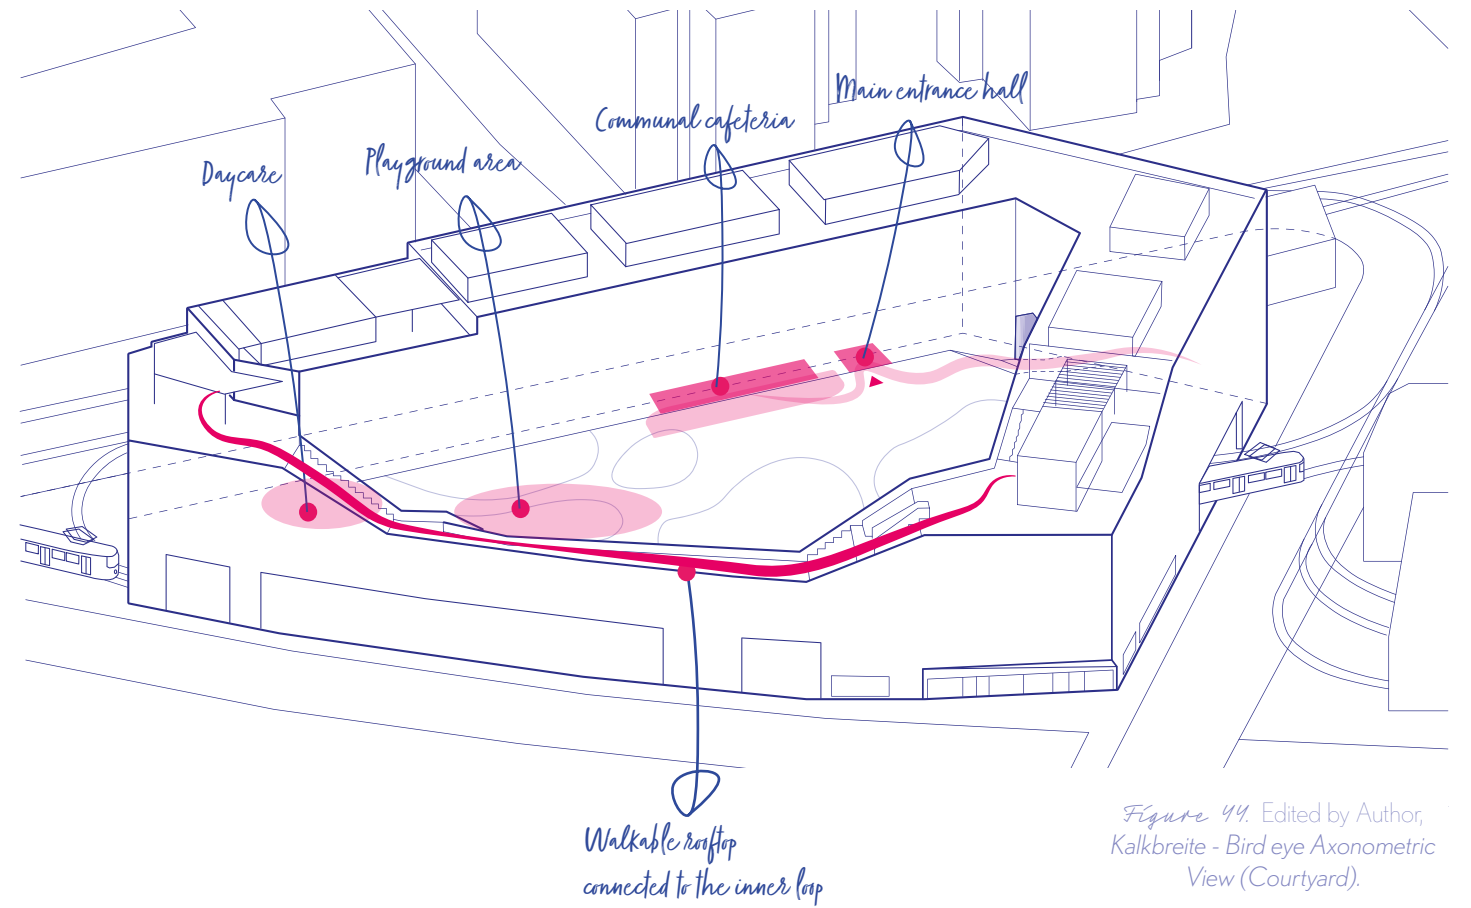 Main entrance hall
Communal cafeteria
Playground area
Daycare
Walkable rooftop
connected to the inner loop
Figure 44. Edited by Author,
Kalkbreite - Bird eye Axonometric
View (Courtyard).